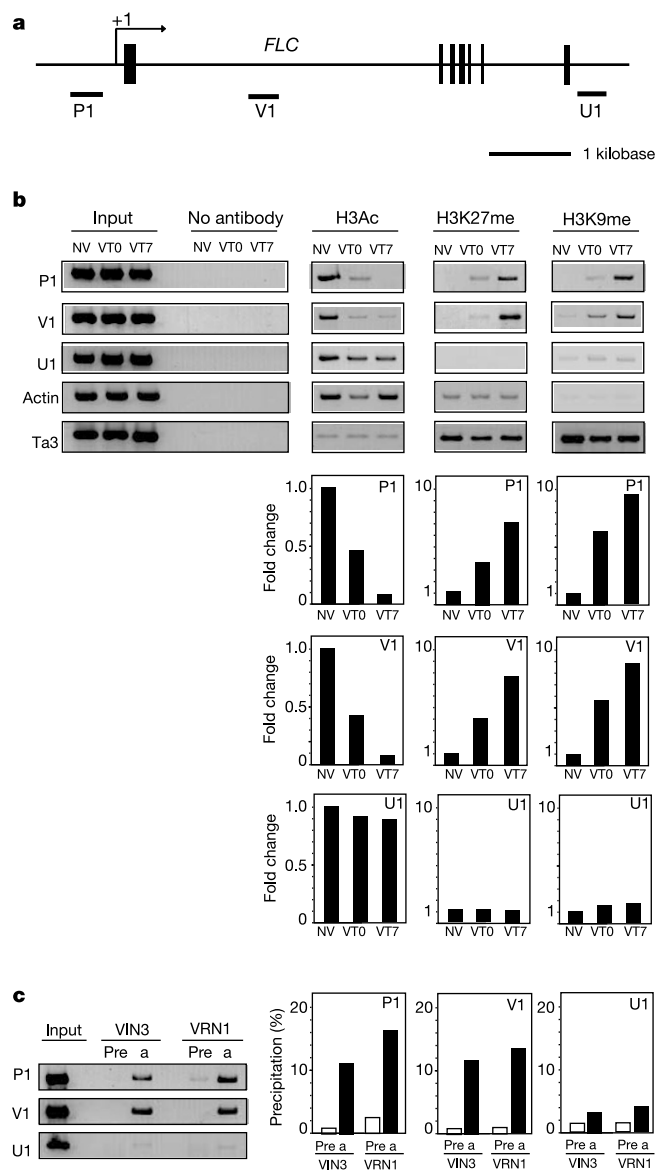 a
+1
FLC
P1 V1 U1
1 kilobase
b
Input No antibody H3Ac H3K27me H3K9me
NV VT0 VT7 NV VT0 VT7 NV VT0 VT7 NV VT0 VT7 NV VT0 VT7
P1
V1
U1
Actin
Ta3
Fold change
1.0 0.5 0 P1
10 1 P1
10 1 P1
NV VT0 VT7 NV VT0 VT7 NV VT0 VT7
Fold change
1.0 0.5 0 V1
10 1 V1
10 1 V1
NV VT0 VT7 NV VT0 VT7 NV VT0 VT7
Fold change
1.0 0.5 0 U1
10 1 U1
10 1 U1
NV VT0 VT7 NV VT0 VT7 NV VT0 VT7
c
Input VIN3 VRN1
Pre a Pre a
P1
V1
U1
Precipitation (%)
20 10 0 P1
20 10 0 V1
20 10 0 U1
Pre a Pre a Pre a Pre a Pre a Pre a
VIN3 VRN1 VIN3 VRN1 VIN3 VRN1